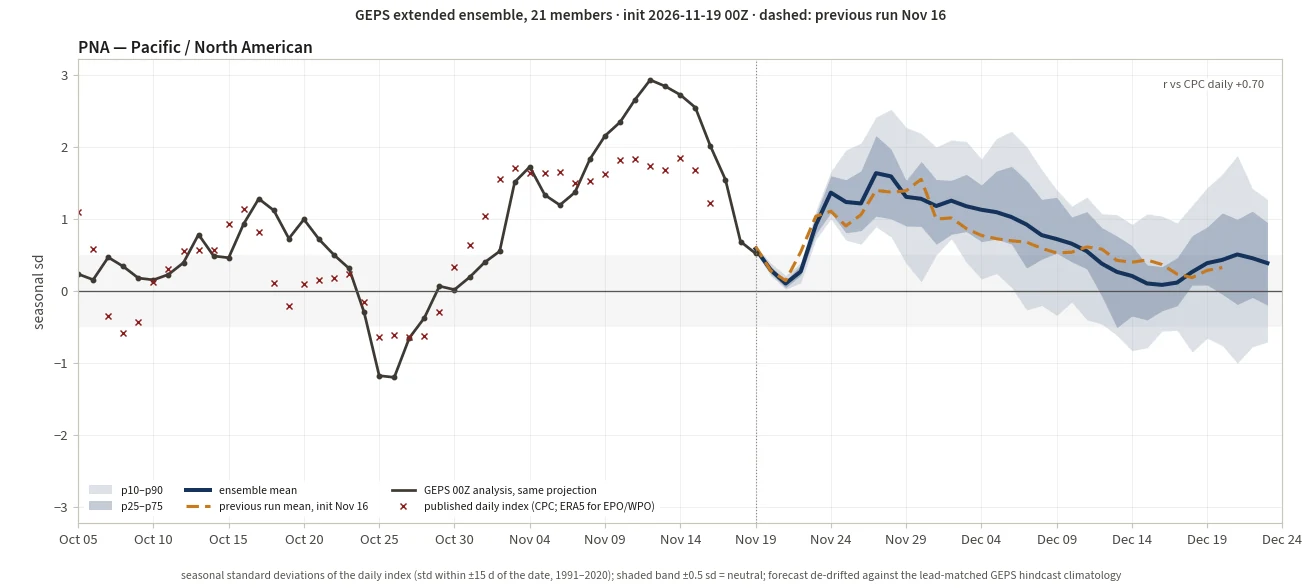 GEPS extended ensemble, 21 members · init 2026-11-19 00Z · dashed: previous run Nov 16
PNA — Pacific / North American
r vs CPC daily +0.70
seasonal sd
3
2
1
0
−1
−2
−3
p10–p90
p25–p75
ensemble mean
previous run mean, init Nov 16
GEPS 00Z analysis, same projection
published daily index (CPC; ERA5 for EPO/WPO)
Oct 05 Oct 10 Oct 15 Oct 20 Oct 25 Oct 30 Nov 04 Nov 09 Nov 14 Nov 19 Nov 24 Nov 29 Dec 04 Dec 09 Dec 14 Dec 19 Dec 24
seasonal standard deviations of the daily index (std within ±15 d of the date, 1991–2020); shaded band ±0.5 sd = neutral; forecast de-drifted against the lead-matched GEPS hindcast climatology